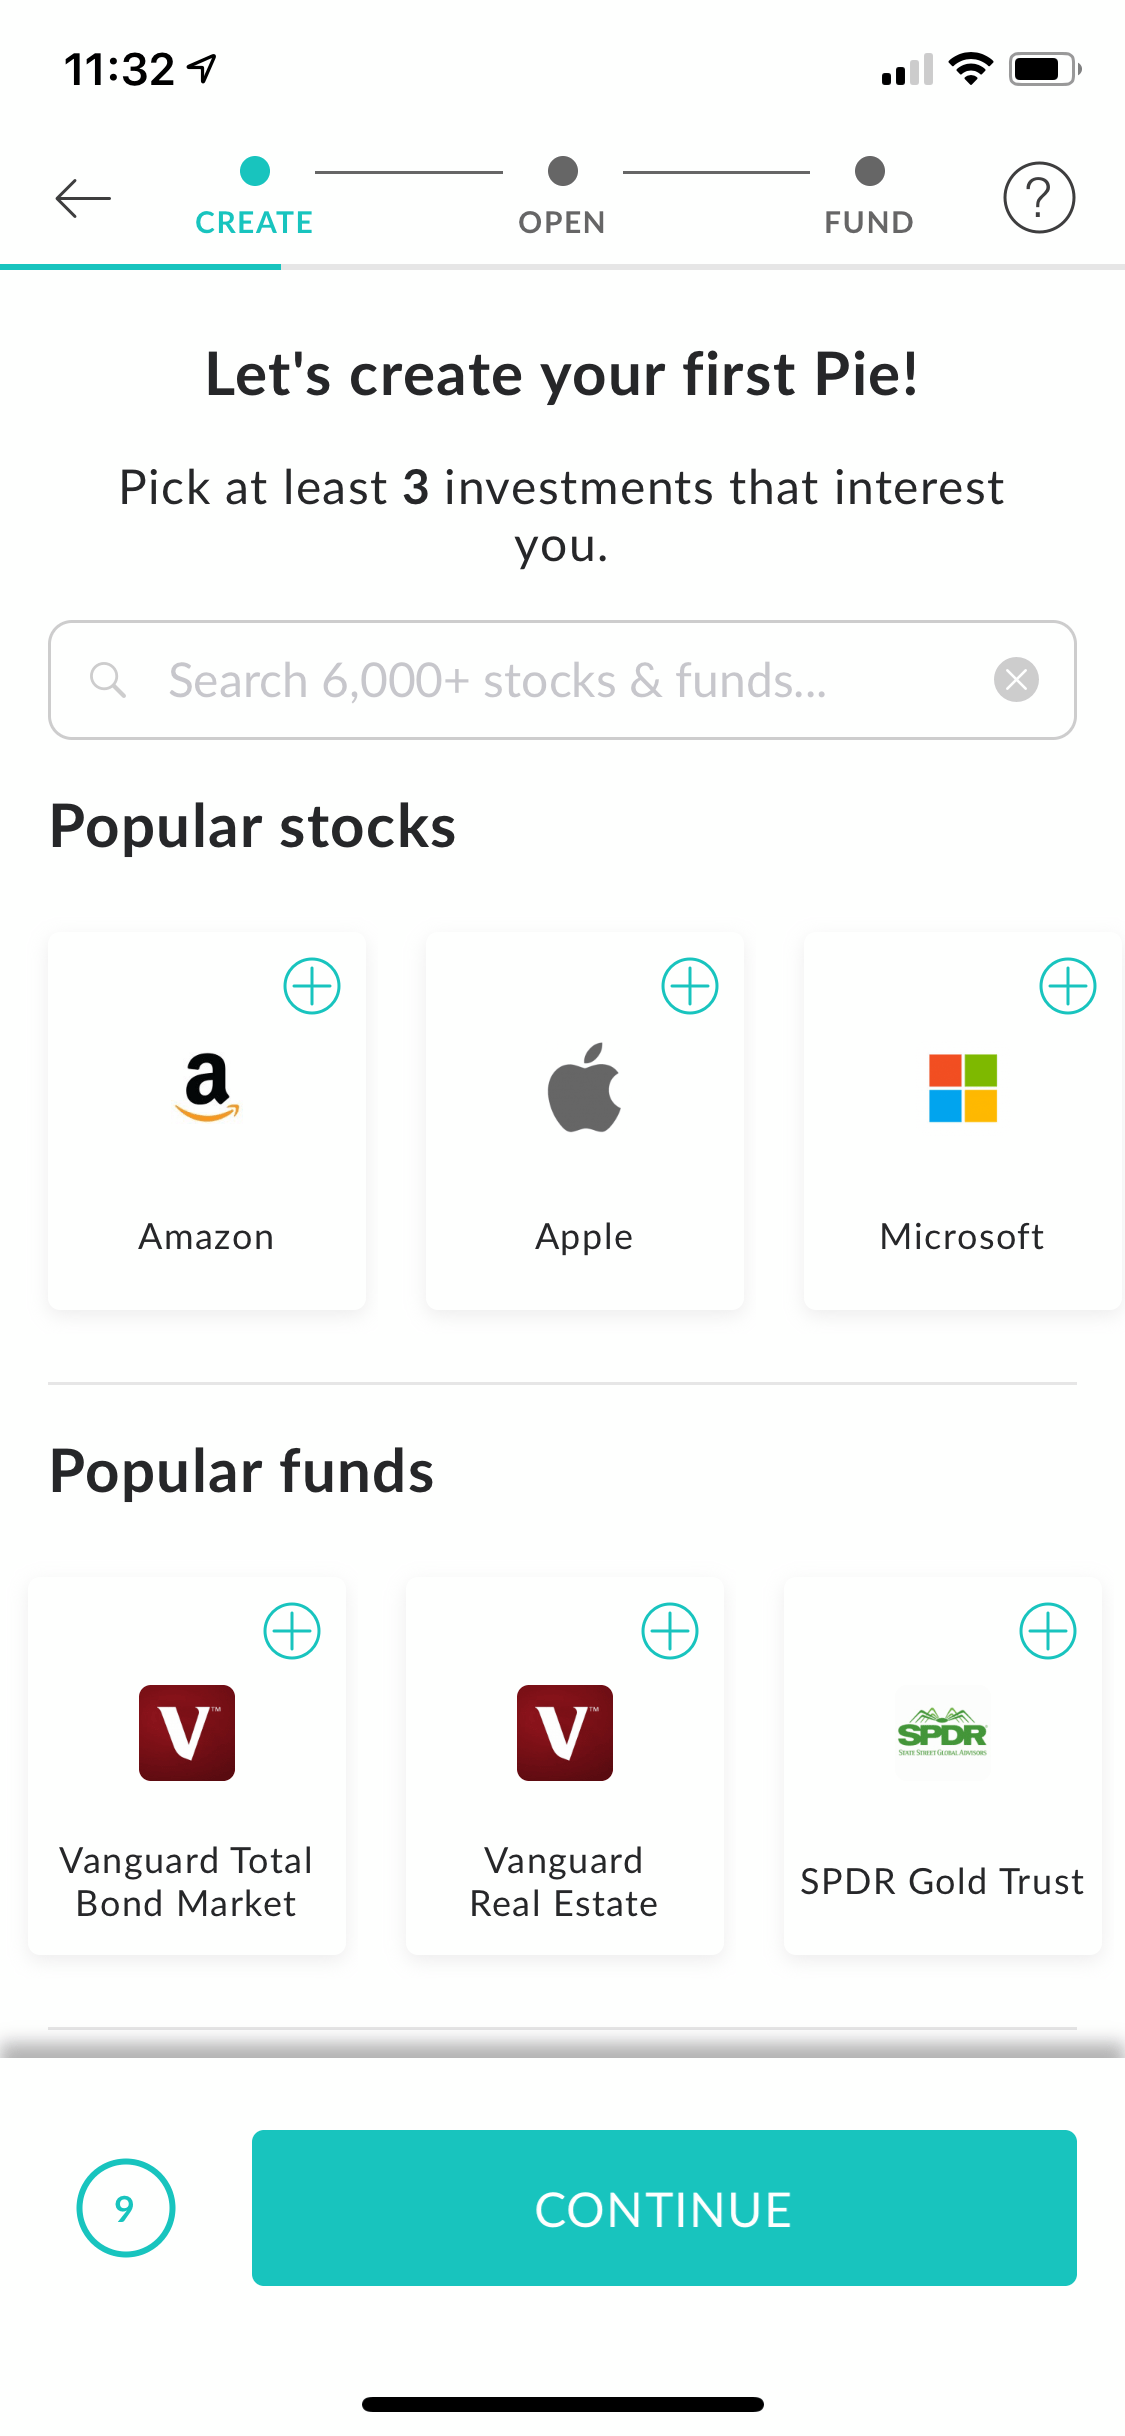 11:32
CREATE
OPEN
FUND
?
Let's create your first Pie!
Pick at least 3 investments that interest
you.
Search 6,000+ stocks & funds...
Popular stocks
a
Amazon
Apple
Microsoft
Popular funds
V™
V™
SPDR
STATE STREET GLOBAL ADVISORS
Vanguard Total
Bond Market
Vanguard
Real Estate
SPDR Gold Trust
9
CONTINUE